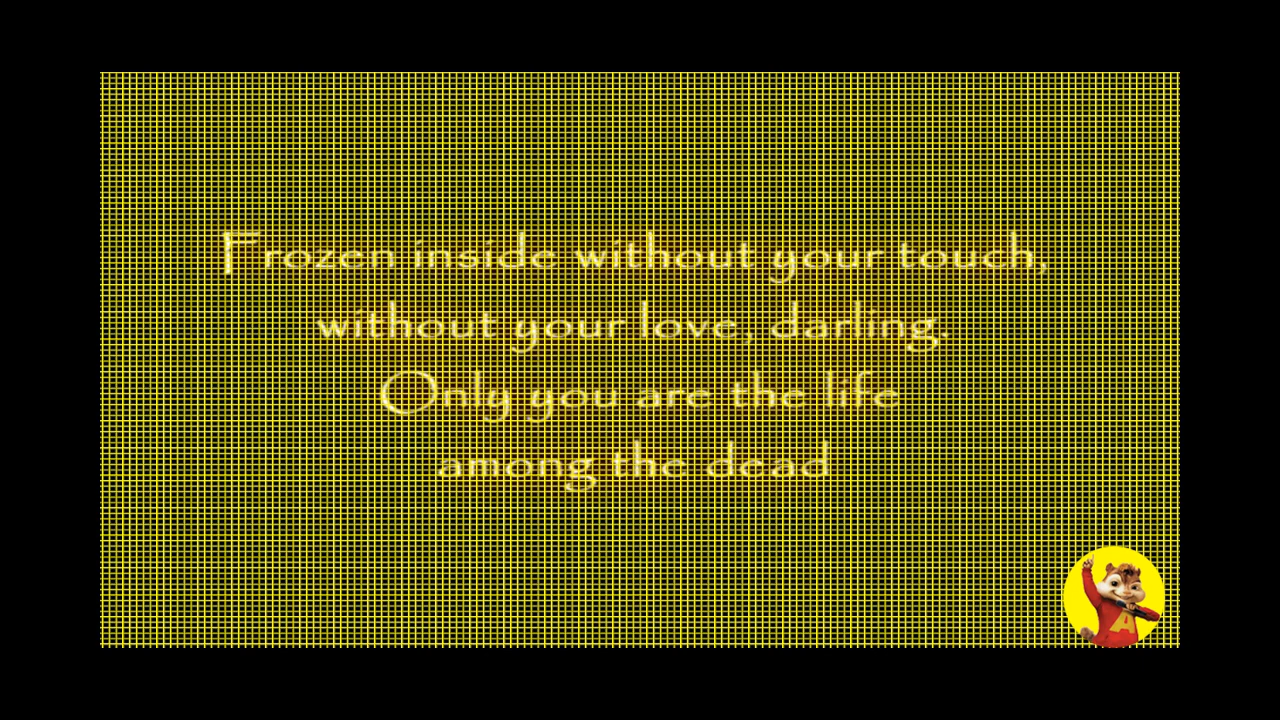 Frozen inside without your touch,
without your love, darling.
Only you are the life
among the dead
A